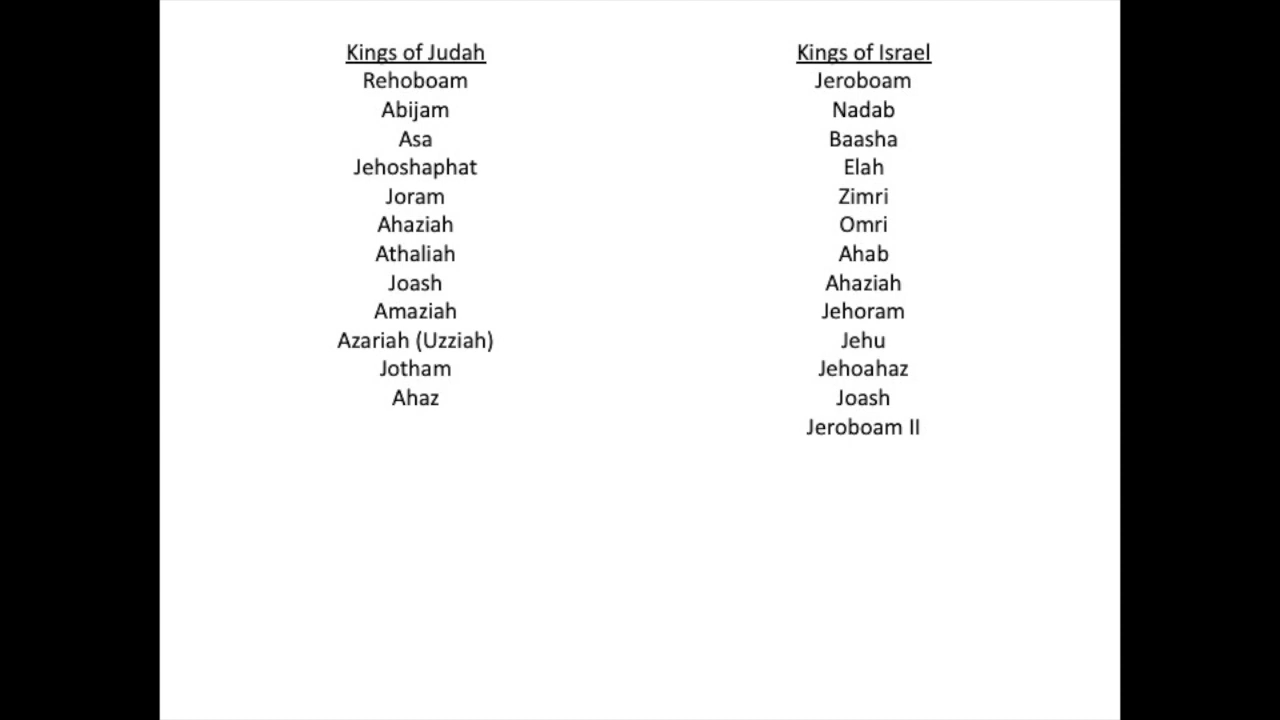 Kings of Judah
Rehoboam
Abijam
Asa
Jehoshaphat
Joram
Ahaziah
Athaliah
Joash
Amaziah
Azariah (Uzziah)
Jotham
Ahaz
Kings of Israel
Jeroboam
Nadab
Baasha
Elah
Zimri
Omri
Ahab
Ahaziah
Jehoram
Jehu
Jehoahaz
Joash
Jeroboam II